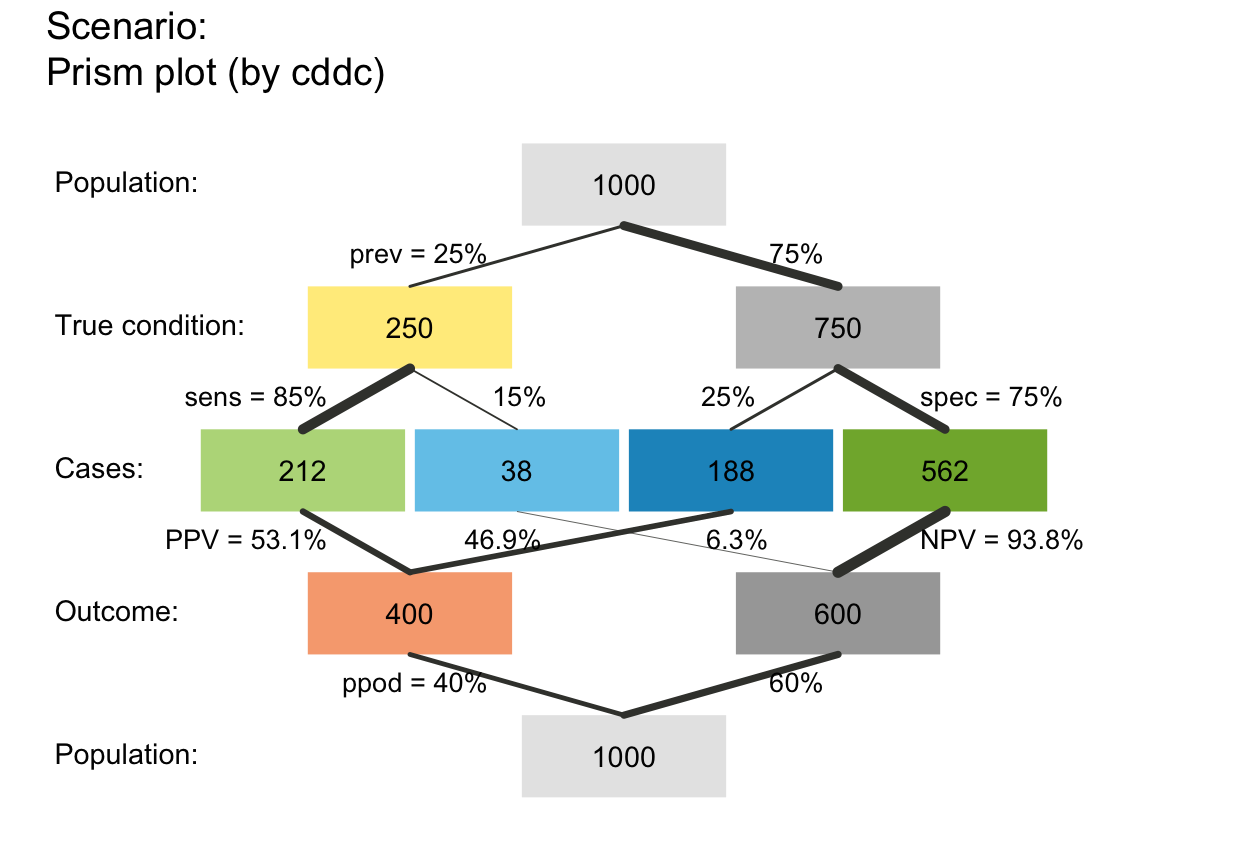 Scenario:
Prism plot (by cddc)
Population:
1000
prev = 25%
75%
True condition:
250
750
sens = 85%
15%
25%
spec = 75%
Cases:
212
38
188
562
PPV = 53.1%
46.9%
6.3%
NPV = 93.8%
Outcome:
400
600
ppod = 40%
60%
Population:
1000